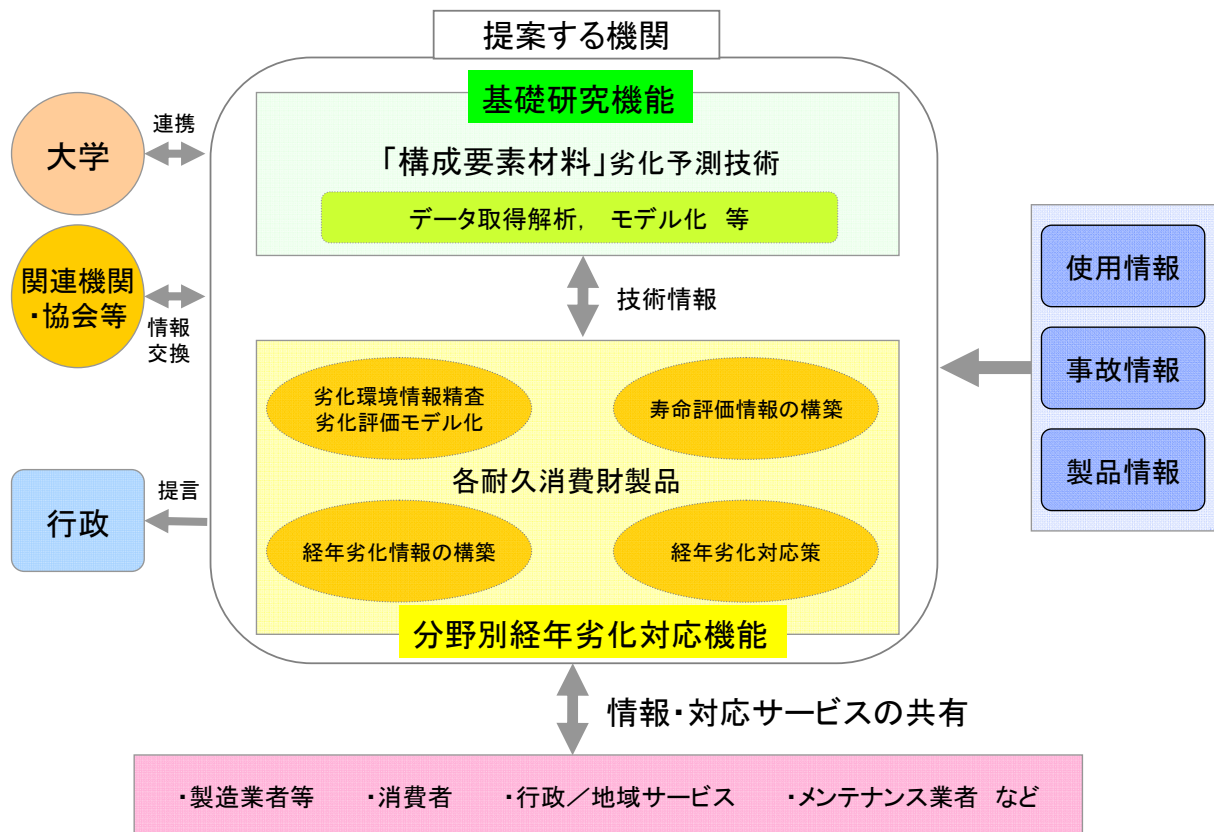 提案する機関
基礎研究機能
「構成要素材料」劣化予測技術
データ取得解析, モデル化 等
技術情報
大学
連携
関連機関
・協会等
情報
交換
行政
提言
劣化環境情報精査
劣化評価モデル化
寿命評価情報の構築
各耐久消費財製品
経年劣化情報の構築
経年劣化対応策
分野別経年劣化対応機能
使用情報
事故情報
製品情報
情報・対応サービスの共有
・製造業者等 ・消費者 ・行政／地域サービス ・メンテナンス業者 など